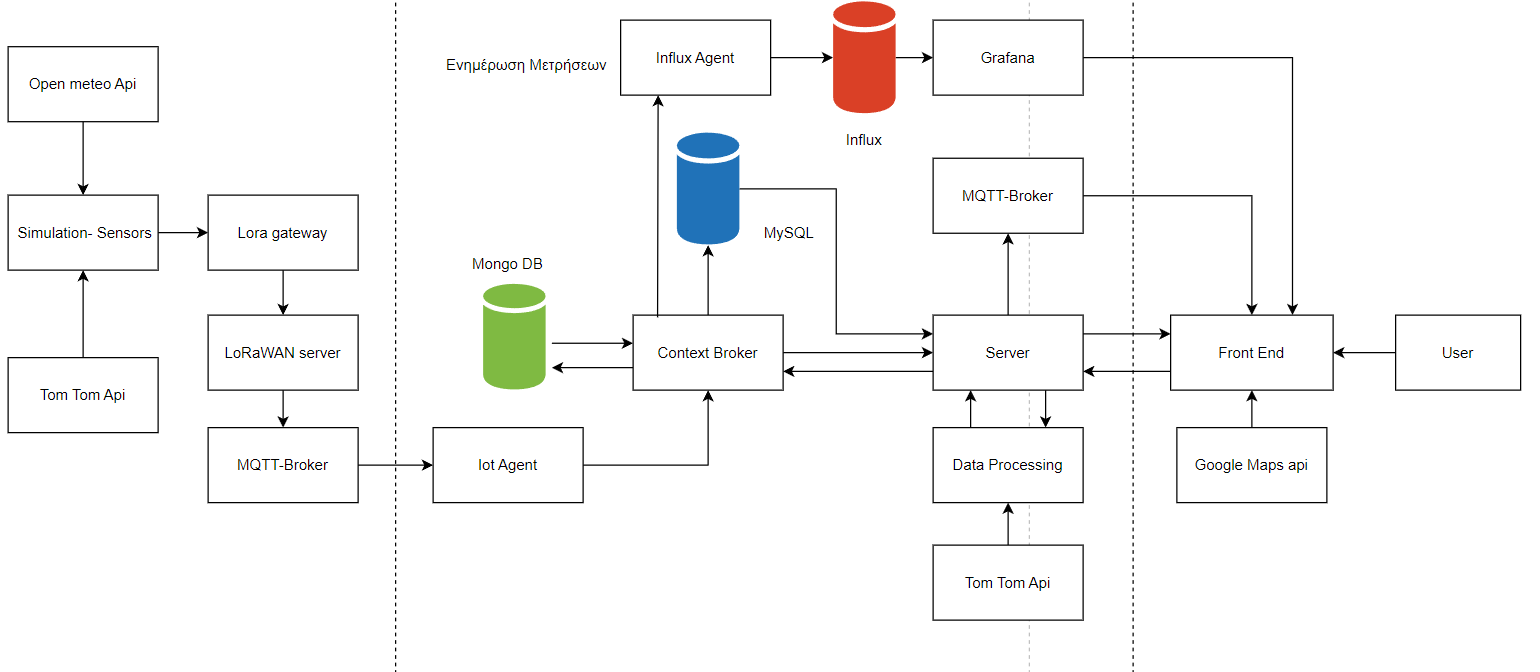 Open meteo Api
Simulation- Sensors
Lora gateway
LoRaWAN server
Tom Tom Api
MQTT-Broker
Ενημέρωση Μετρήσεων
Influx Agent
Influx
Grafana
MySQL
MQTT-Broker
Mongo DB
Context Broker
Server
Iot Agent
Data Processing
Tom Tom Api
Front End
User
Google Maps api